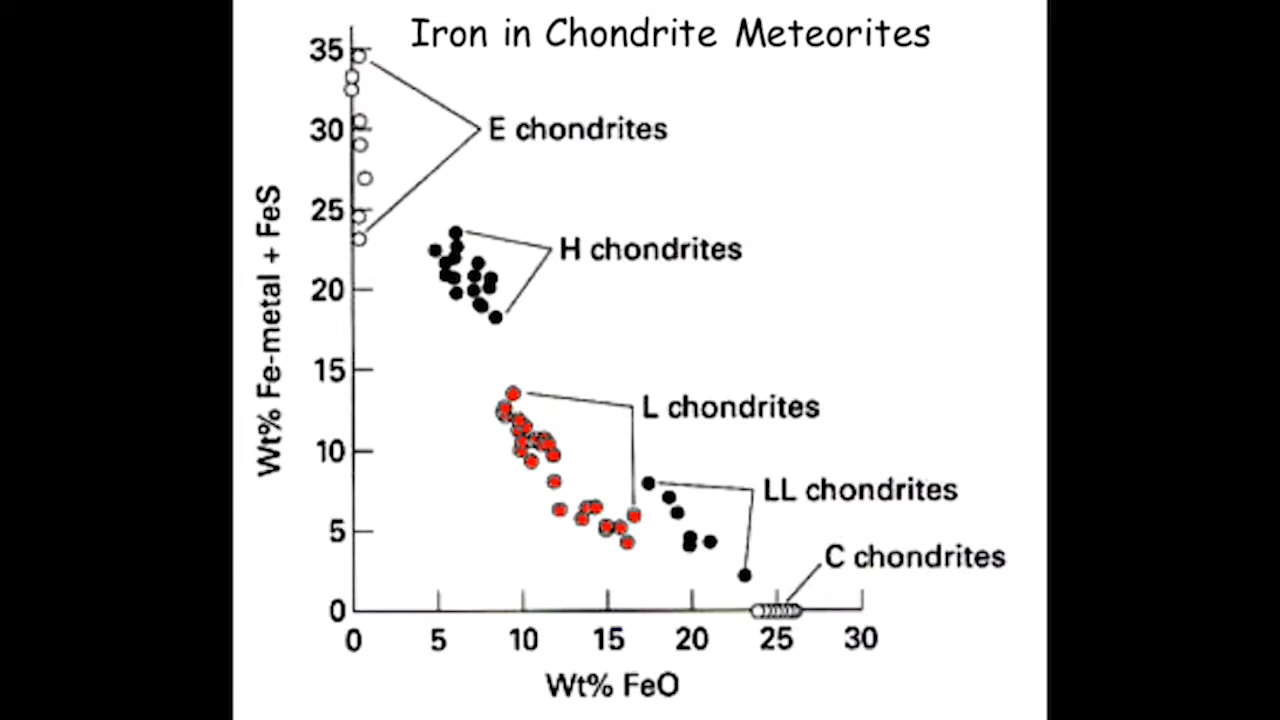 Iron in Chondrite Meteorites
35
30
25
20
15
10
5
0
Wt% Fe-metal + FeS
E chondrites
H chondrites
L chondrites
LL chondrites
C chondrites
0 5 10 15 20 25 30
Wt% FeO